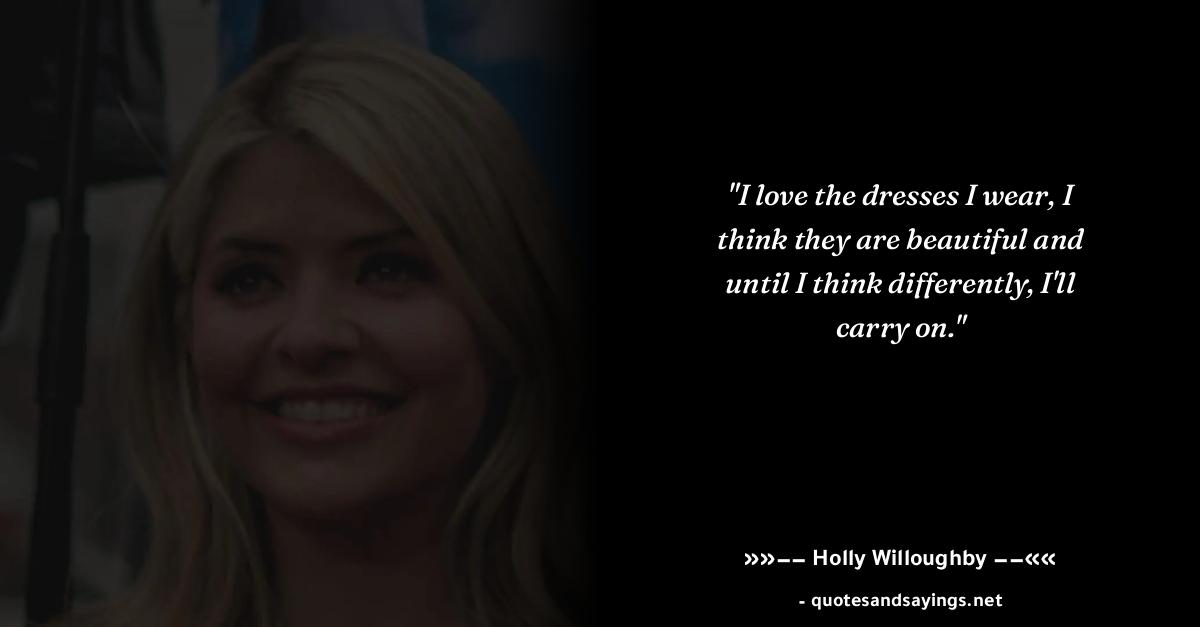 "I love the dresses I wear, I
think they are beautiful and
until I think differently, I'll
carry on."
»»–– Holly Willoughby ––««
- quotesandsayings.net